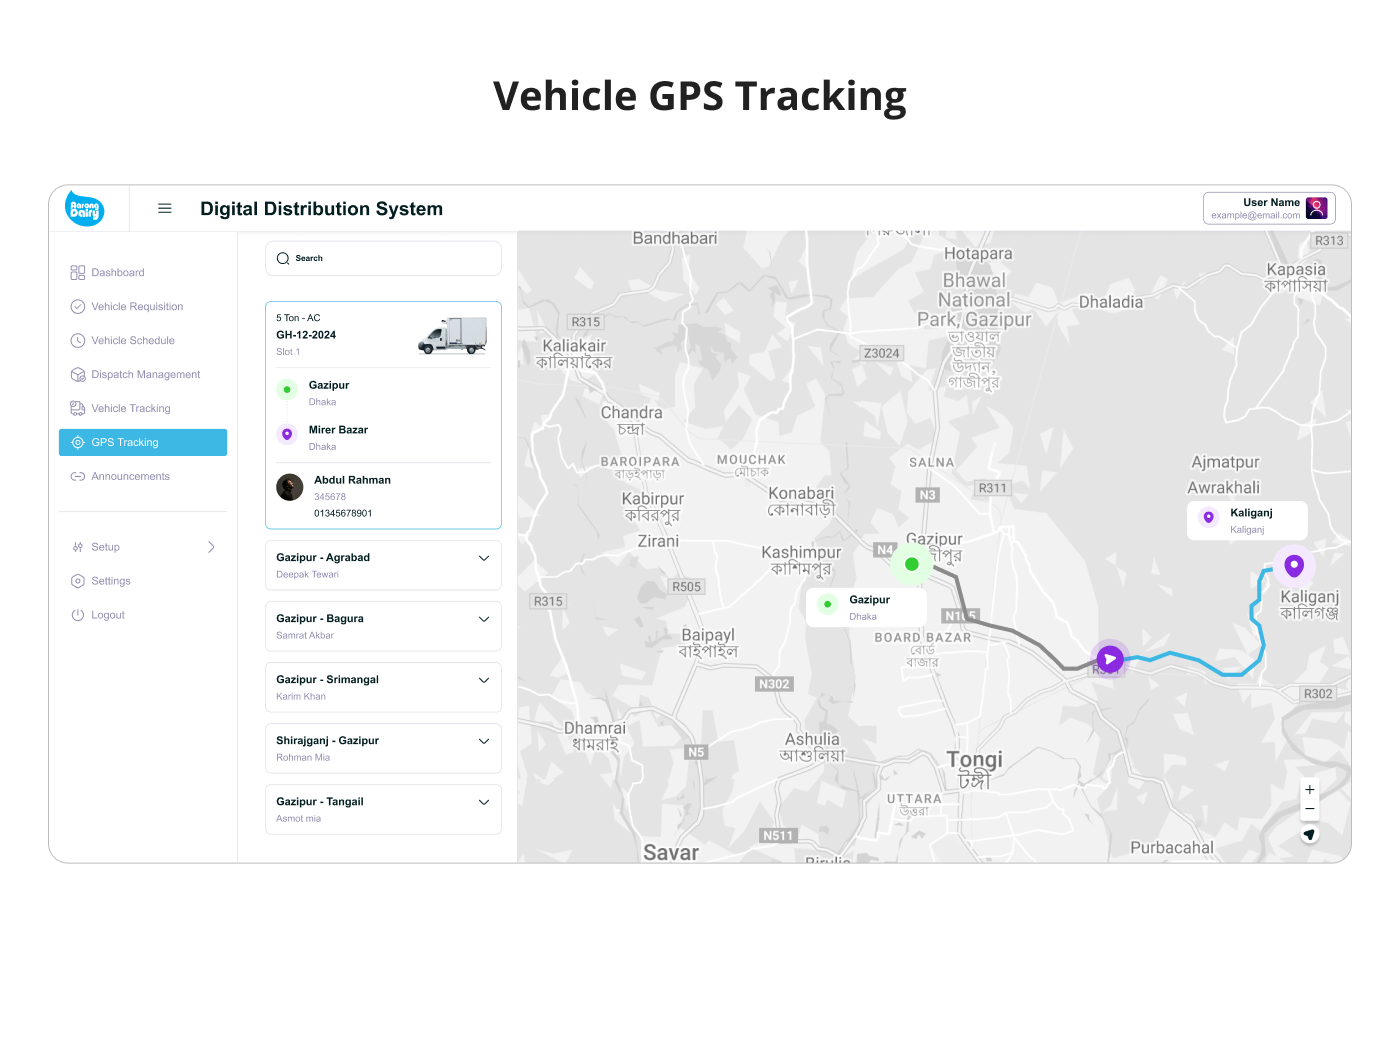 Vehicle GPS Tracking
Aarong
Dairy
Digital Distribution System
User Name
example@email.com
Dashboard
Vehicle Requisition
Vehicle Schedule
Dispatch Management
Vehicle Tracking
GPS Tracking
Announcements
Setup
Settings
Logout
Search
5 Ton - AC
GH-12-2024
Slot 1
Gazipur
Dhaka
Mirer Bazar
Dhaka
Abdul Rahman
345678
01345678901
Gazipur - Agrabad
Deepak Tewari
Gazipur - Bagura
Samrat Akbar
Gazipur - Srimangal
Karim Khan
Shirajganj - Gazipur
Rohman Mia
Gazipur - Tangail
Asmot mia
Bandhabari
Hotapara
R313
Kapasia
কাপাসিয়া
Bhawal
National
Park, Gazipur
ভাওয়াল
জাতীয়
উদ্যান,
গাজীপুর
Dhaladia
R315
Kaliakair
কালিয়াকৈর
Z3024
Chandra
চন্দ্রা
BAROIPARA
বাড়ইপাড়া
MOUCHAK
মৌচাক
SALNA
Ajmatpur
Awrakhali
Kabirpur
কবিরপুর
Konabari
কোনাবাড়ী
N3
R311
Kaliganj
Kaliganj
Zirani
Kashimpur
কাশিমপুর
N4
Gazipur
Kaliganj
কালিগঞ্জ
R505
R315
Gazipur
Dhaka
N105
BOARD BAZAR
বোর্ড
বাজার
Baipayl
বাইপাইল
N302
R302
Dhamrai
ধামরাই
N5
Ashulia
আশুলিয়া
Tongi
টঙ্গী
UTTARA
উত্তরা
N511
Savar
Birulia
Purbacahal
+
−